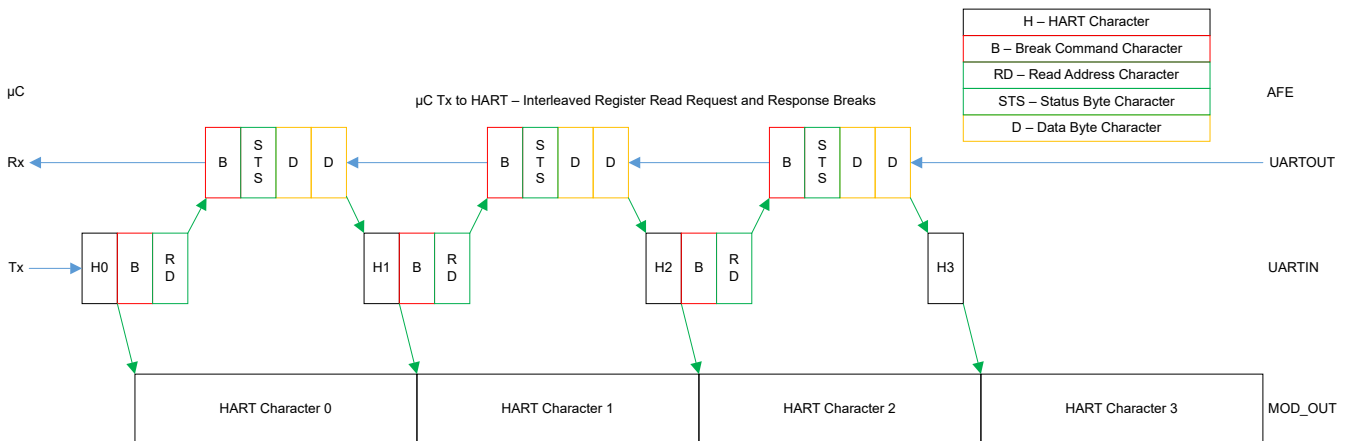 H – HART Character
B – Break Command Character
RD – Read Address Character
STS – Status Byte Character
D – Data Byte Character
µC
µC Tx to HART – Interleaved Register Read Request and Response Breaks
AFE
Rx
B
S
T
S
D
D
B
S
T
S
D
D
B
S
T
S
D
D
UARTOUT
Tx
H0
B
R
D
H1
B
R
D
H2
B
R
D
H3
UARTIN
HART Character 0
HART Character 1
HART Character 2
HART Character 3
MOD_OUT